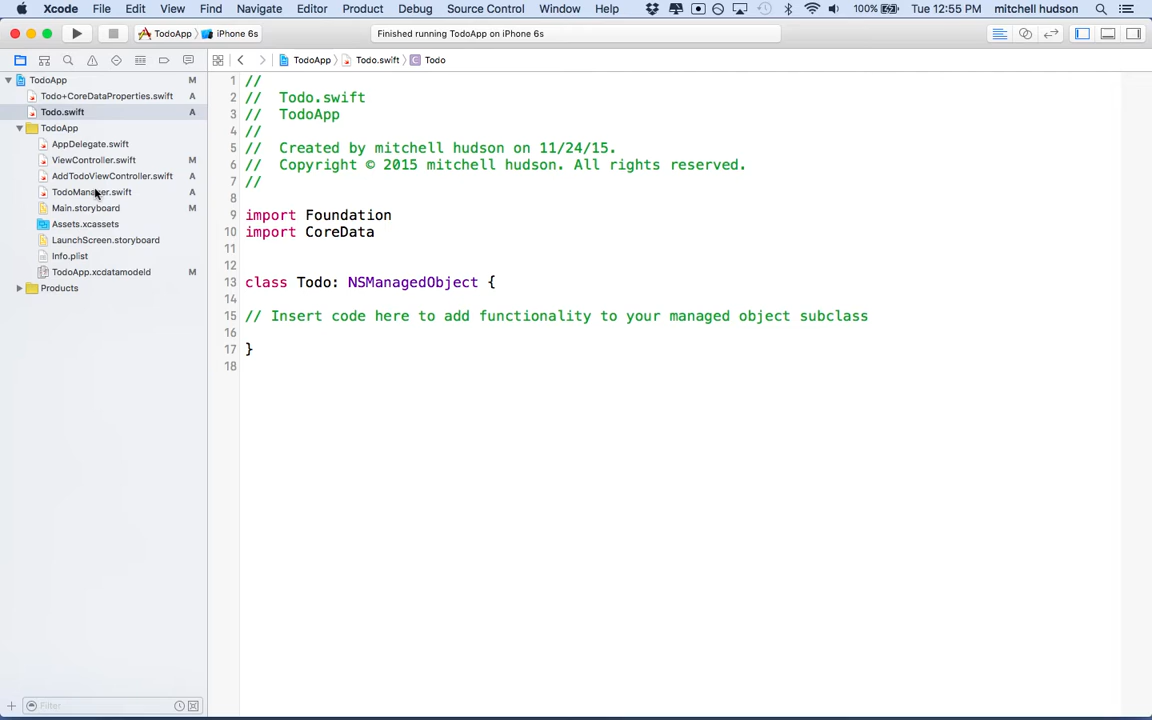 Xcode File Edit View Find Navigate Editor Product Debug Source Control Window Help 100% Tue 12:55 PM mitchell hudson
TodoApp iPhone 6s Finished running TodoApp on iPhone 6s
TodoApp Todo.swift C Todo
TodoApp M
Todo+CoreDataProperties.swift A
Todo.swift A
TodoApp
AppDelegate.swift
ViewController.swift M
AddTodoViewController.swift A
TodoManager.swift A
Main.storyboard M
Assets.xcassets
LaunchScreen.storyboard
Info.plist
TodoApp.xcdatamodeld M
Products
Filter
1 //
2 // Todo.swift
3 // TodoApp
4 //
5 // Created by mitchell hudson on 11/24/15.
6 // Copyright © 2015 mitchell hudson. All rights reserved.
7 //
8
9 import Foundation
10 import CoreData
11
12
13 class Todo: NSManagedObject {
14
15 // Insert code here to add functionality to your managed object subclass
16
17 }
18